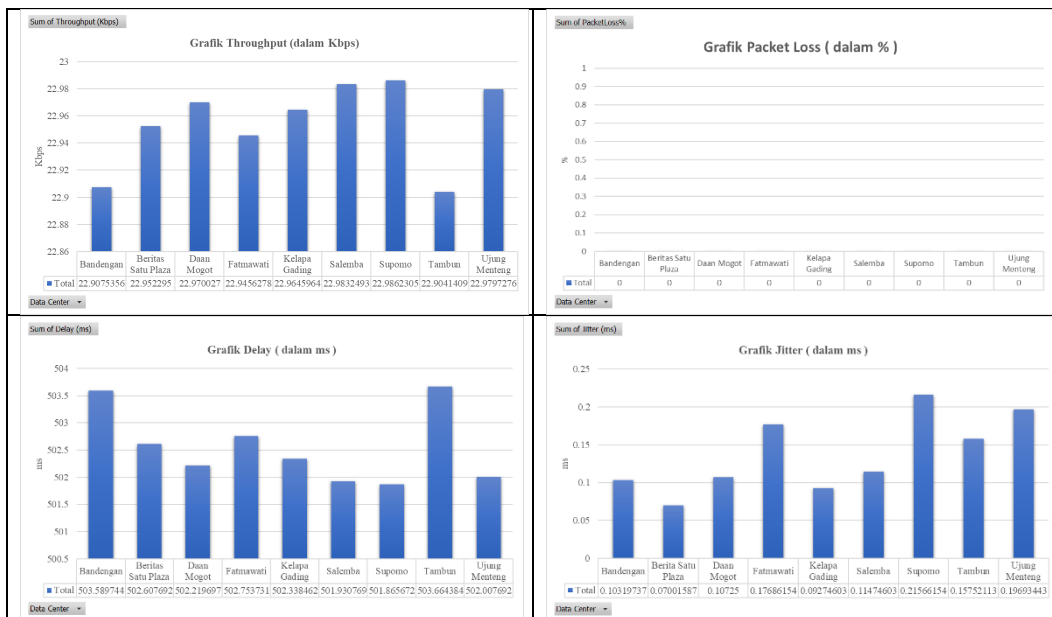 Sum of Throughput (Kbps)
Grafik Throughput (dalam Kbps)
23
22.98
22.96
22.94
22.92
22.9
22.88
22.86
Kbps
Bandengan Beritas Satu Plaza Daan Mogot Fatmawati Kelapa Gading Salemba Supomo Tambun Ujung Menteng
Total 22.9075356 22.952295 22.970027 22.9456278 22.9645964 22.9832493 22.9862305 22.9041409 22.9797276
Data Center
Sum of PacketLoss%
Grafik Packet Loss ( dalam % )
1
0.9
0.8
0.7
0.6
0.5
0.4
0.3
0.2
0.1
0
%
Bandengan Beritas Satu Plaza Daan Mogot Fatmawati Kelapa Gading Salemba Supomo Tambun Ujung Menteng
Total 0 0 0 0 0 0 0 0 0
Data Center
Sum of Delay (ms)
Grafik Delay ( dalam ms )
504
503.5
503
502.5
502
501.5
501
500.5
ms
Bandengan Beritas Satu Plaza Daan Mogot Fatmawati Kelapa Gading Salemba Supomo Tambun Ujung Menteng
Total 503.589744 502.607692 502.219697 502.753731 502.338462 501.930769 501.865672 503.664384 502.007692
Data Center
Sum of Jitter (ms)
Grafik Jitter ( dalam ms )
0.25
0.2
0.15
0.1
0.05
0
ms
Bandengan Berita Satu Plaza Daan Mogot Fatmawati Kelapa Gading Salemba Supomo Tambun Ujung Menteng
Total 0.10319737 0.07001587 0.10725 0.17686154 0.09274603 0.11474603 0.21566154 0.15752113 0.19693443
Data Center